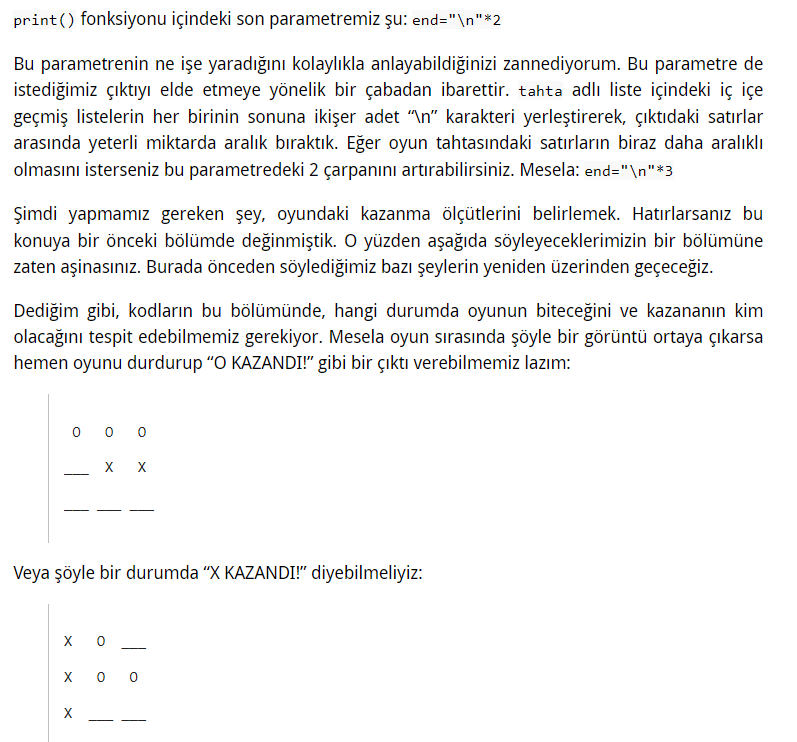 print() fonksiyonu içindeki son parametremiz şu: end="\n"*2
Bu parametrenin ne işe yaradığını kolaylıkla anlayabildiğinizi zannediyorum. Bu parametre de
istediğimiz çıktıyı elde etmeye yönelik bir çabadan ibarettir. tahta adlı liste içindeki iç içe
geçmiş listelerin her birinin sonuna ikişer adet “\n” karakteri yerleştirerek, çıktıdaki satırlar
arasında yeterli miktarda aralık bıraktık. Eğer oyun tahtasındaki satırların biraz daha aralıklı
olmasını isterseniz bu parametredeki 2 çarpanını artırabilirsiniz. Mesela: end="\n"*3
Şimdi yapmamız gereken şey, oyundaki kazanma ölçütlerini belirlemek. Hatırlarsanız bu
konuya bir önceki bölümde değinmiştik. O yüzden aşağıda söyleyeceklerimizin bir bölümüne
zaten aşinasınız. Burada önceden söylediğimiz bazı şeylerin yeniden üzerinden geçeceğiz.
Dediğim gibi, kodların bu bölümünde, hangi durumda oyunun biteceğini ve kazananın kim
olacağını tespit edebilmemiz gerekiyor. Mesela oyun sırasında şöyle bir görüntü ortaya çıkarsa
hemen oyunu durdurup “O KAZANDI!” gibi bir çıktı verebilmemiz lazım:
O O O
___ X X
___ ___ ___
Veya şöyle bir durumda “X KAZANDI!” diyebilmeliyiz:
X O ___
X O O
X ___ ___